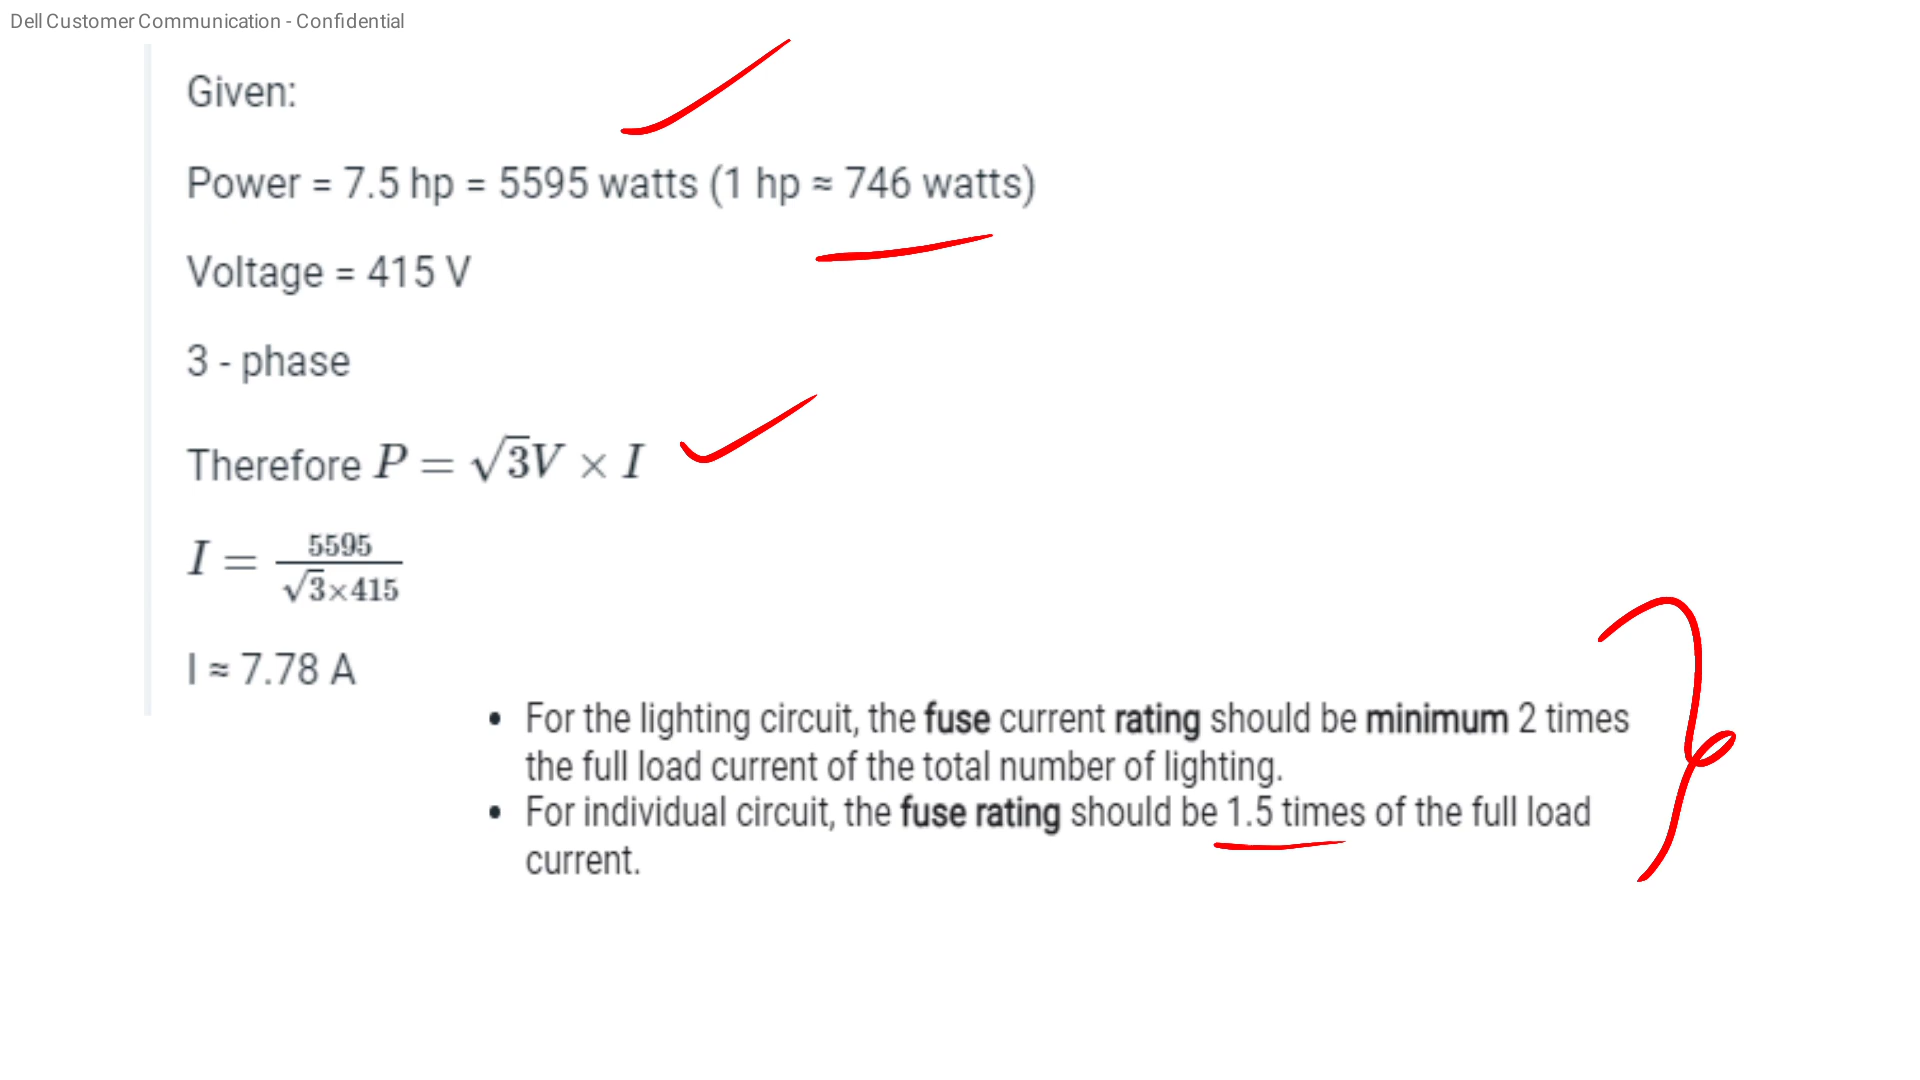 Dell Customer Communication - Confidential
Given:
Power = 7.5 hp = 5595 watts (1 hp ≈ 746 watts)
Voltage = 415 V
3 - phase
Therefore P = √3V × I
I = 5595 / √3×415
I ≈ 7.78 A
• For the lighting circuit, the fuse current rating should be minimum 2 times
the full load current of the total number of lighting.
• For individual circuit, the fuse rating should be 1.5 times of the full load
current.